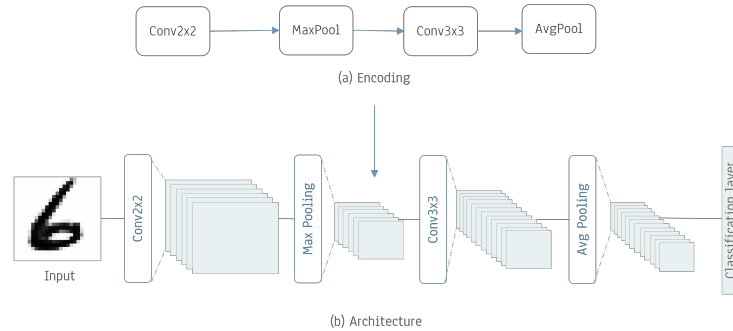 Conv2x2
MaxPool
Conv3x3
AvgPool
(a) Encoding
Input
Conv2x2
Max Pooling
Conv3x3
Avg Pooling
Classification layer
(b) Architecture